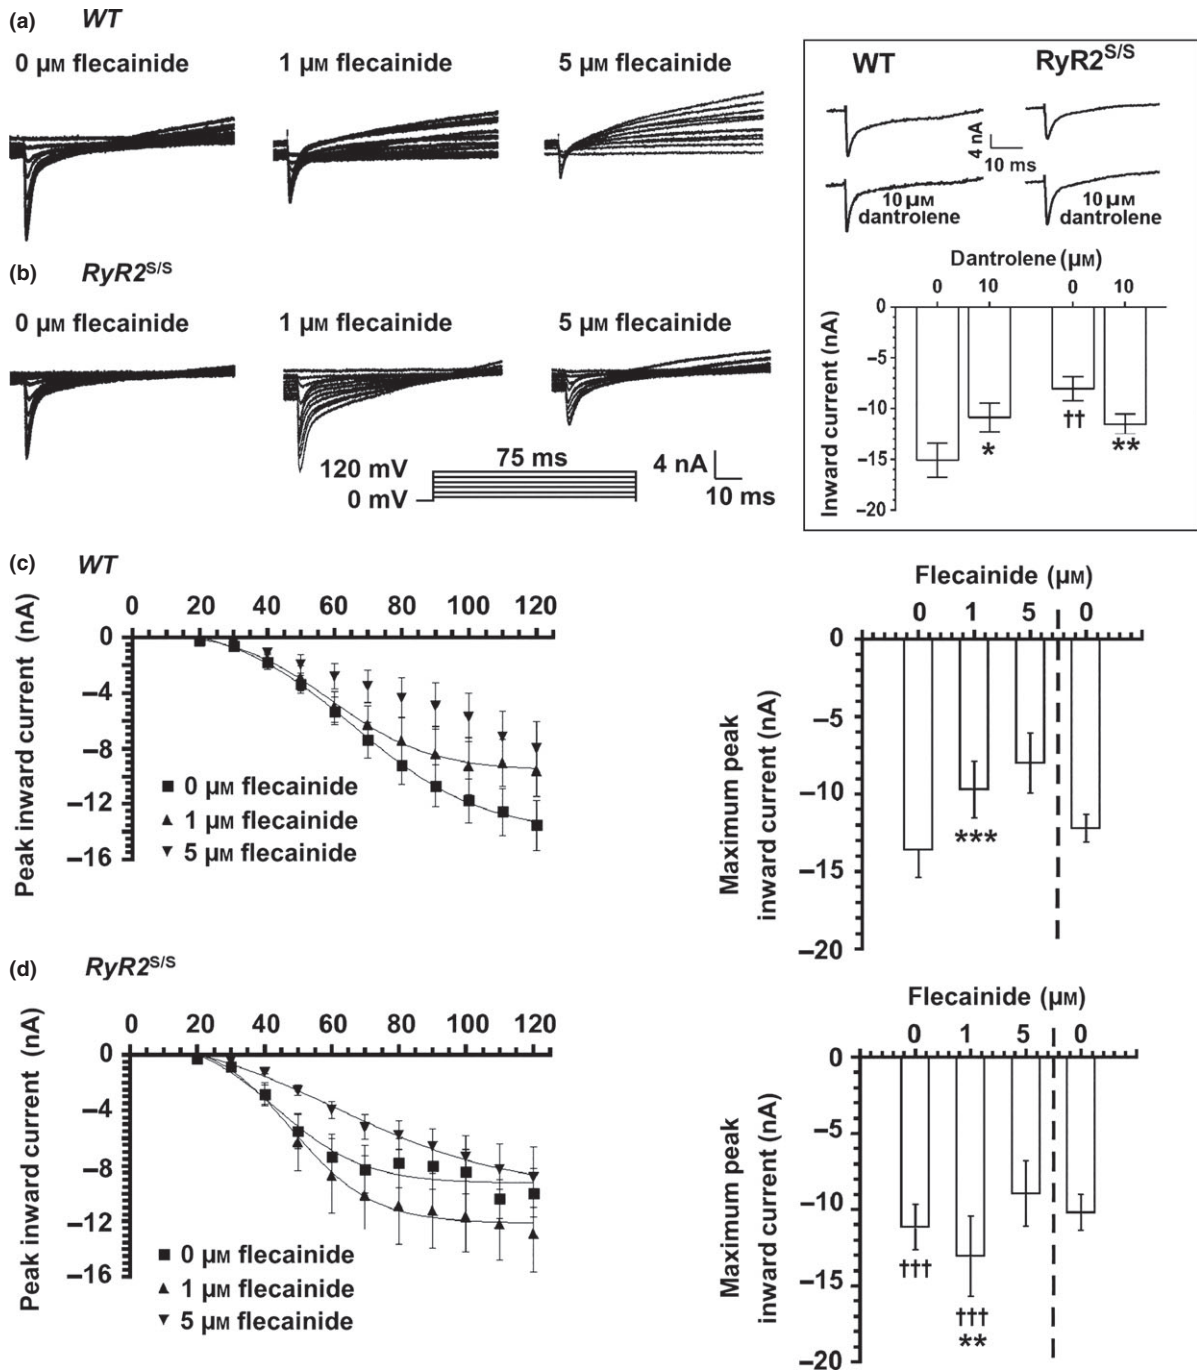 (a) WT
0 µM flecainide 1 µM flecainide 5 µM flecainide
(b) RyR2S/S
0 µM flecainide 1 µM flecainide 5 µM flecainide
120 mV
0 mV
75 ms
4 nA
10 ms
WT RyR2S/S
4 nA
10 ms
10 µM
dantrolene
10 µM
dantrolene
Dantrolene (µM)
0 10 0 10
Inward current (nA)
0
–5
–10
–15
–20
*
††
**
(c) WT
0 20 40 60 80 100 120
Peak inward current (nA)
0
–4
–8
–12
–16
0 µM flecainide
1 µM flecainide
5 µM flecainide
Flecainide (µM)
0 1 5 0
Maximum peak
inward current (nA)
0
–5
–10
–15
–20
***
(d) RyR2S/S
0 20 40 60 80 100 120
Peak inward current (nA)
0
–4
–8
–12
–16
0 µM flecainide
1 µM flecainide
5 µM flecainide
Flecainide (µM)
0 1 5 0
Maximum peak
inward current (nA)
0
–5
–10
–15
–20
†††
†††
**